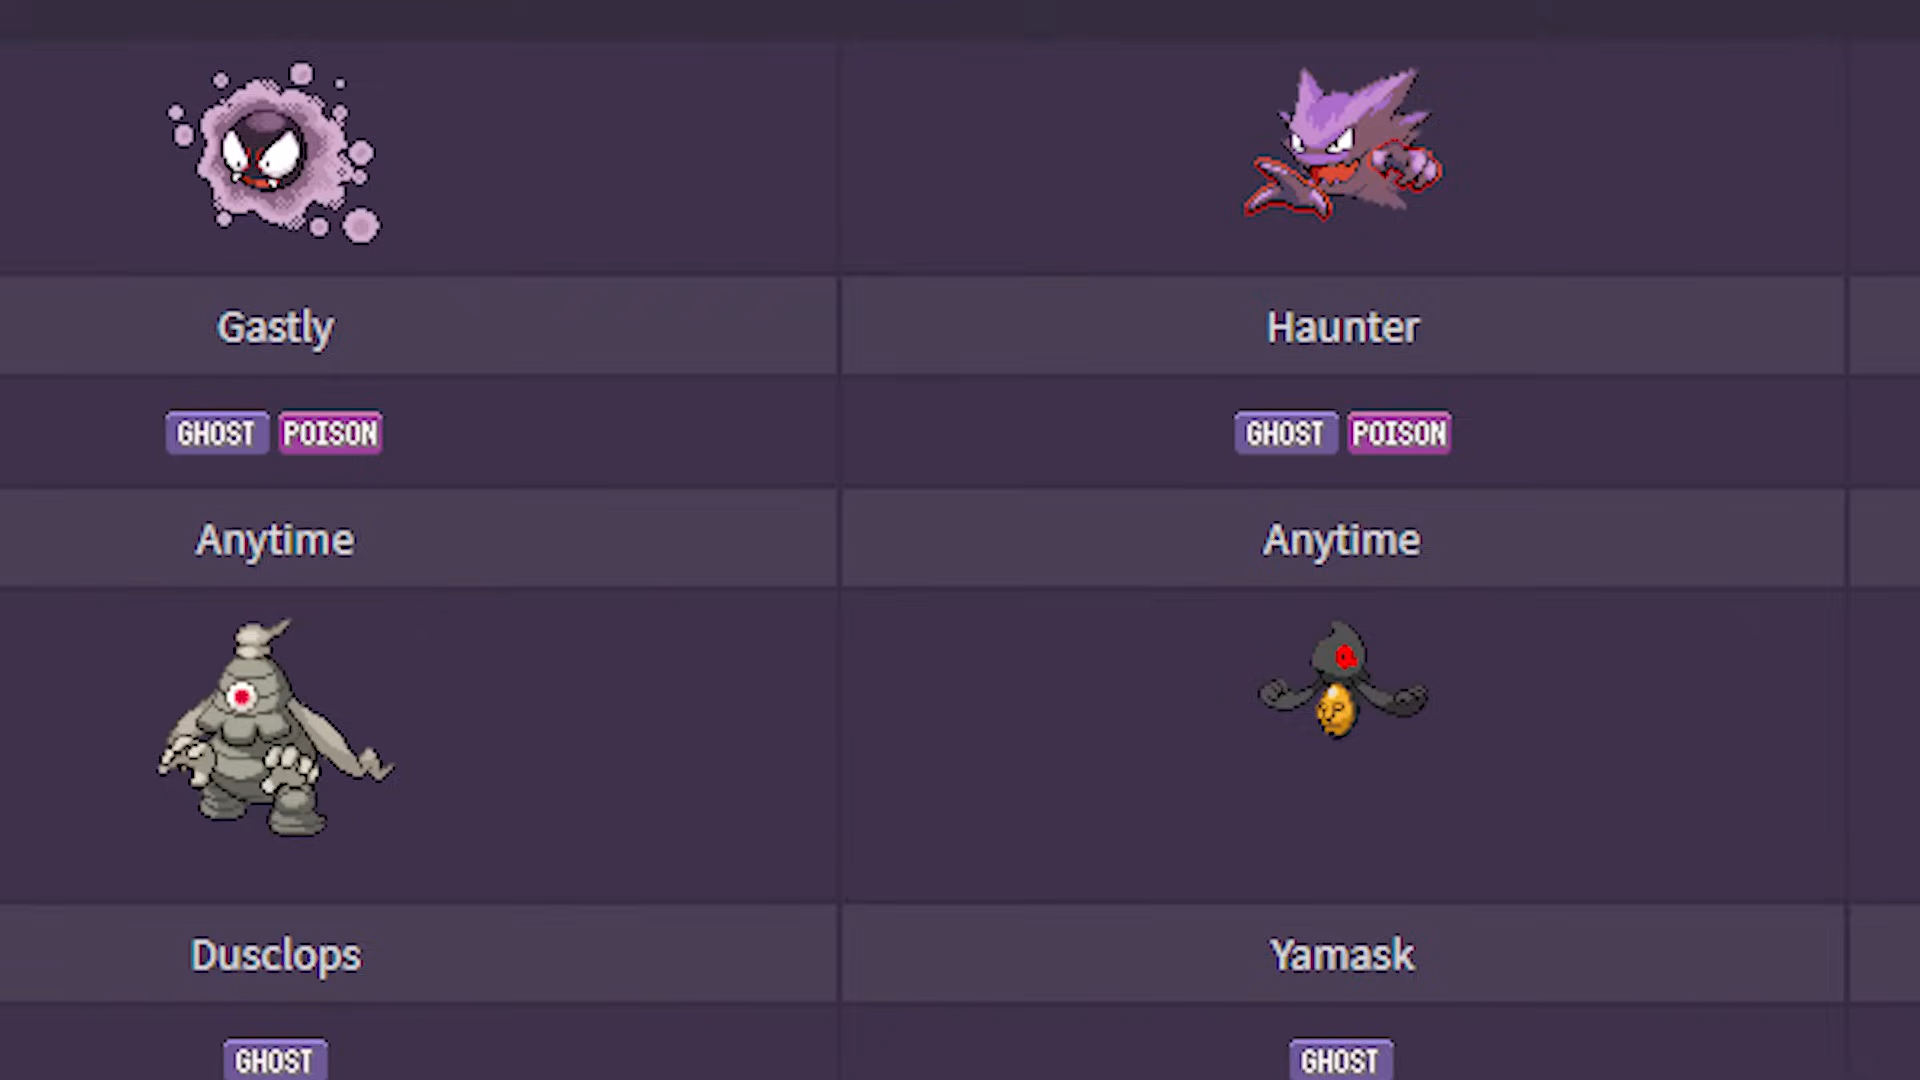 Gastly Haunter
GHOST POISON GHOST POISON
Anytime Anytime
Dusclops Yamask
GHOST GHOST